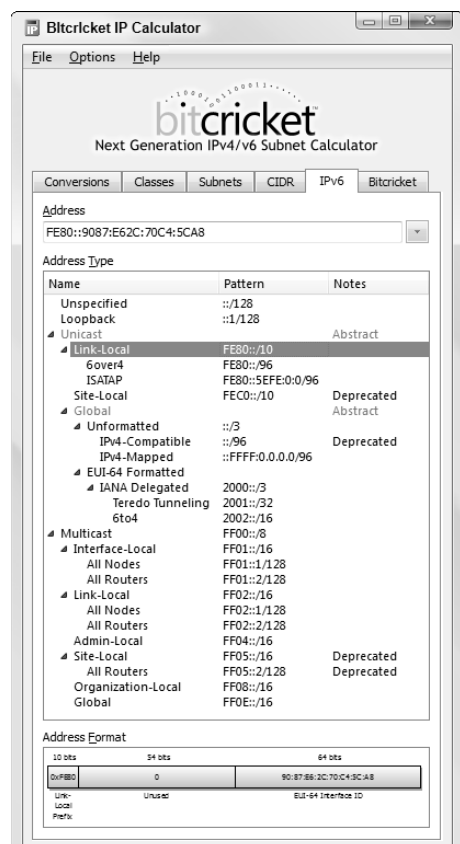 IP Bitcricket IP Calculator
File Options Help
bitcricket
Next Generation IPv4/v6 Subnet Calculator
Conversions Classes Subnets CIDR IPv6 Bitcricket
Address
FE80::9087:E62C:70C4:5CA8
Address Type
Name Pattern Notes
Unspecified ::/128
Loopback ::1/128
Unicast Abstract
Link-Local FE80::/10
6over4 FE80::/96
ISATAP FE80::5EFE:0:0/96
Site-Local FEC0::/10 Deprecated
Global Abstract
Unformatted ::/3
IPv4-Compatible ::/96 Deprecated
IPv4-Mapped ::FFFF:0.0.0.0/96
EUI-64 Formatted
IANA Delegated 2000::/3
Teredo Tunneling 2001::/32
6to4 2002::/16
Multicast FF00::/8
Interface-Local FF01::/16
All Nodes FF01::1/128
All Routers FF01::2/128
Link-Local FF02::/16
All Nodes FF02::1/128
All Routers FF02::2/128
Admin-Local FF04::/16
Site-Local FF05::/16 Deprecated
All Routers FF05::2/128 Deprecated
Organization-Local FF08::/16
Global FF0E::/16
Address Format
10 bits 54 bits 64 bits
0xFE80 0 90:87:E6:2C:70:C4:5C:A8
Link- Unused EUI-64 Interface ID
Local
Prefix